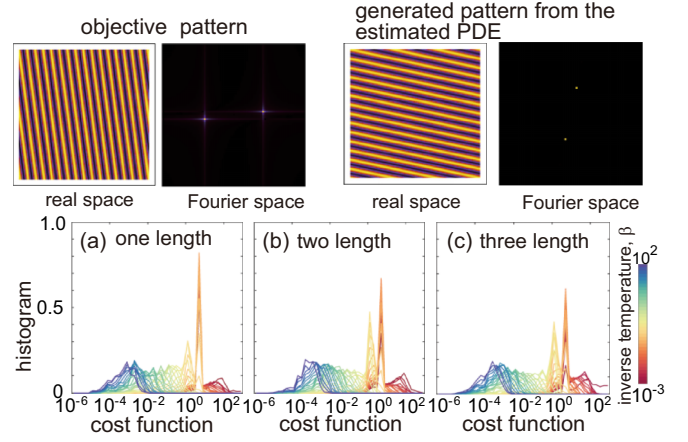 objective pattern
generated pattern from the
estimated PDE
real space
Fourier space
real space
Fourier space
(a) one length
(b) two length
(c) three length
histogram
1.0
0.5
0
10^-6 10^-4 10^-2 10^0 10^2
10^-6 10^-4 10^-2 10^0 10^2
10^-6 10^-4 10^-2 10^0 10^2
cost function
cost function
cost function
inverse temperature, β
10^2
10^-3